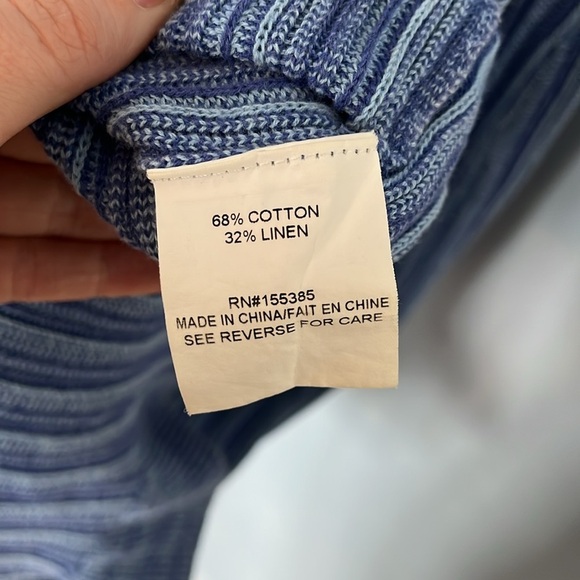 68% COTTON
32% LINEN
RN#155385
MADE IN CHINA/FAIT EN CHINE
SEE REVERSE FOR CARE